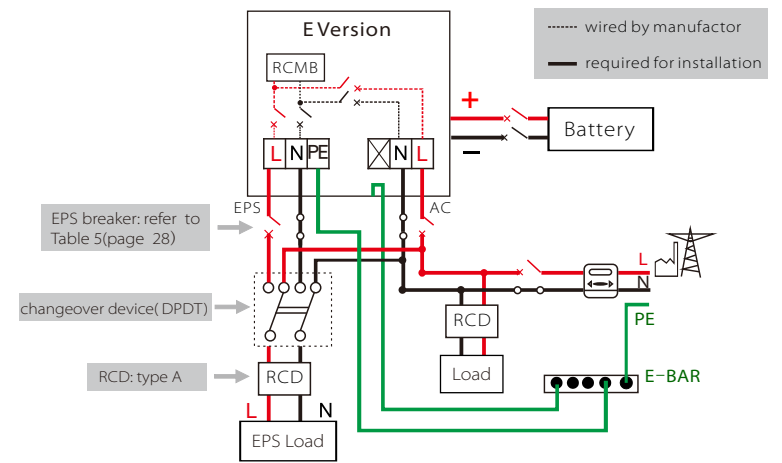 E Version
wired by manufactor
required for installation
RCMB
+
−
Battery
L N PE
N L
EPS
AC
EPS breaker: refer to
Table 5(page 28)
L
N
changeover device( DPDT)
RCD
PE
RCD: type A
RCD
Load
E-BAR
L N
EPS Load